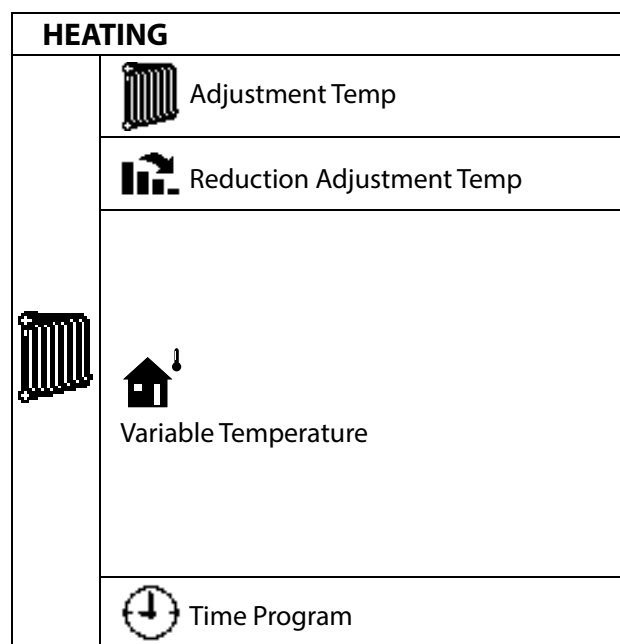 HEATING
Adjustment Temp
Reduction Adjustment Temp
Variable Temperature
Time Program